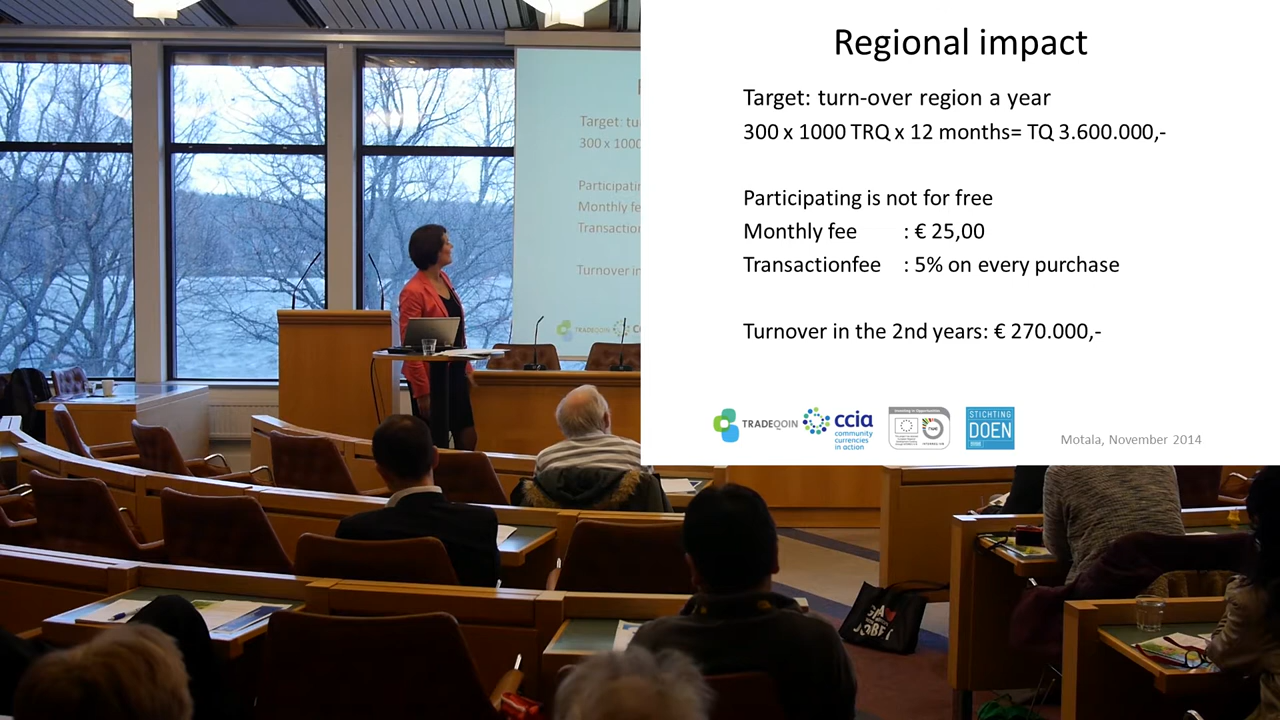 Regional impact
Target: turn-over region a year
300 x 1000 TRQ x 12 months= TQ 3.600.000,-
Participating is not for free
Monthly fee : € 25,00
Transactionfee : 5% on every purchase
Turnover in the 2nd years: € 270.000,-
TRADEQOIN
ccia
community
currencies
in action
STICHTING
DOEN
Motala, November 2014
Target: tu
300 x 1000
Participati
Monthly fe
Transactio
Turnover in
TRADEQOIN